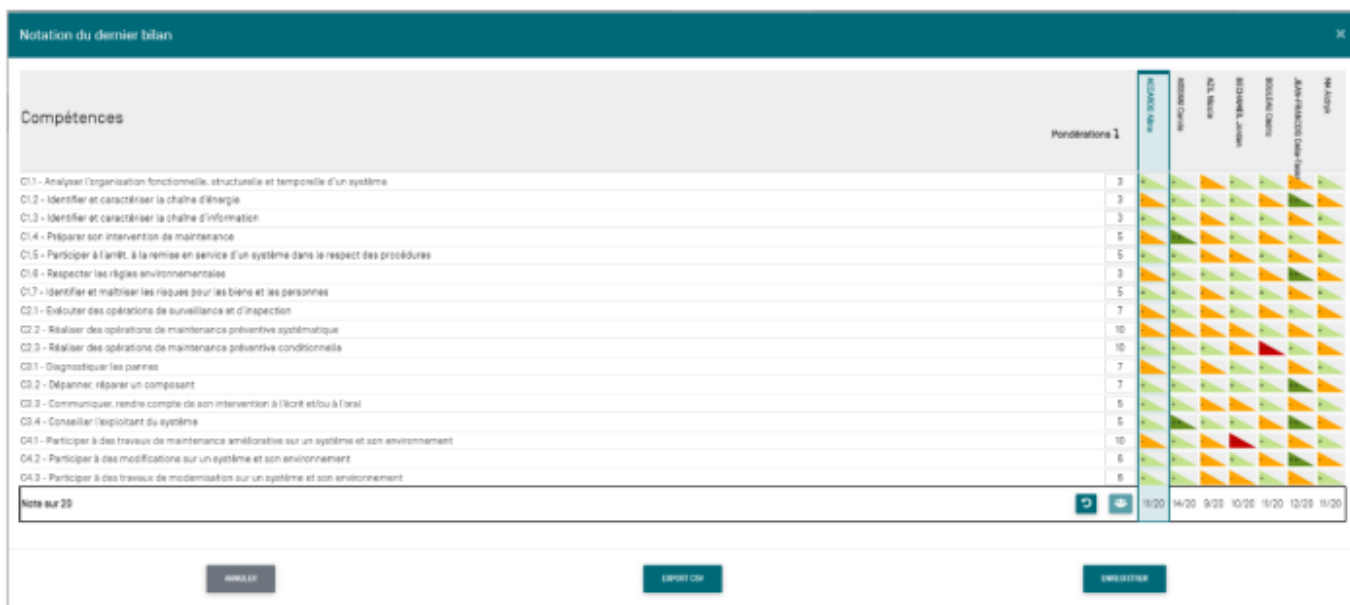 Notation du dernier bilan ×
Compétences
Pondérations
ACCARDO Aline
Carole
AZIL Nicole
Jordan
Cédric
JEAN-FRANCOIS
C1.1 - Analyser l'organisation fonctionnelle, structurelle et temporelle d'un système 3
C1.2 - Identifier et caractériser la chaîne d'énergie 3
C1.3 - Identifier et caractériser la chaîne d'information 3
C1.4 - Préparer son intervention de maintenance 5
C1.5 - Participer à l'arrêt, à la remise en service d'un système dans le respect des procédures 5
C1.6 - Respecter les règles environnementales 3
C1.7 - Identifier et maîtriser les risques pour les biens et les personnes 5
C2.1 - Exécuter des opérations de surveillance et d'inspection 7
C2.2 - Réaliser des opérations de maintenance préventive systématique 10
C2.3 - Réaliser des opérations de maintenance préventive conditionnelle 10
C3.1 - Diagnostiquer les pannes 7
C3.2 - Dépanner, réparer un composant 7
C3.3 - Communiquer, rendre compte de son intervention à l'écrit et/ou à l'oral 5
C3.4 - Conseiller l'exploitant du système 5
C4.1 - Participer à des travaux de maintenance améliorative sur un système et son environnement 10
C4.2 - Participer à des modifications sur un système et son environnement 6
C4.3 - Participer à des travaux de modernisation sur un système et son environnement 6
Note sur 20 11/20 14/20 9/20 10/20 11/20 12/20 11/20
ANNULER EXPORT CSV ENREGISTRER